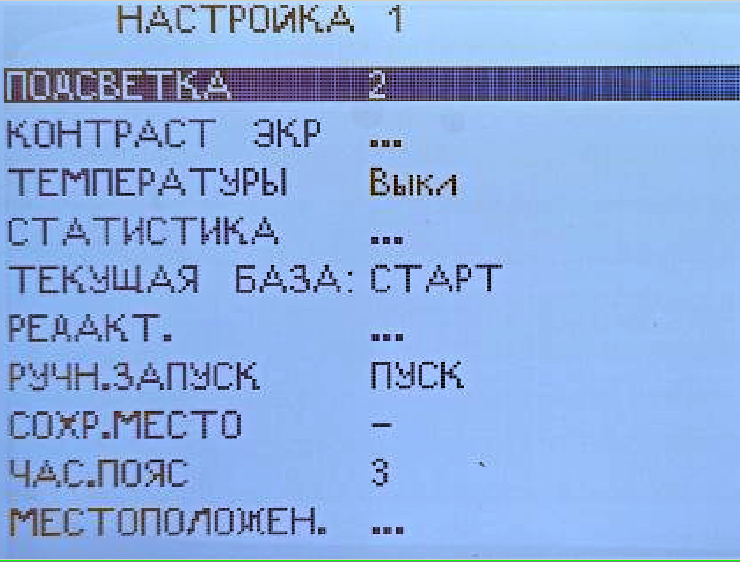 НАСТРОЙКА 1
ПОДСВЕТКА 2
КОНТРАСТ ЭКР ...
ТЕМПЕРАТУРЫ Выкл
СТАТИСТИКА ...
ТЕКУЩАЯ БАЗА: СТАРТ
РЕДАКТ. ...
РУЧН.ЗАПУСК ПУСК
СОХР.МЕСТО –
ЧАС.ПОЯС 3
МЕСТОПОЛОЖЕН. ...